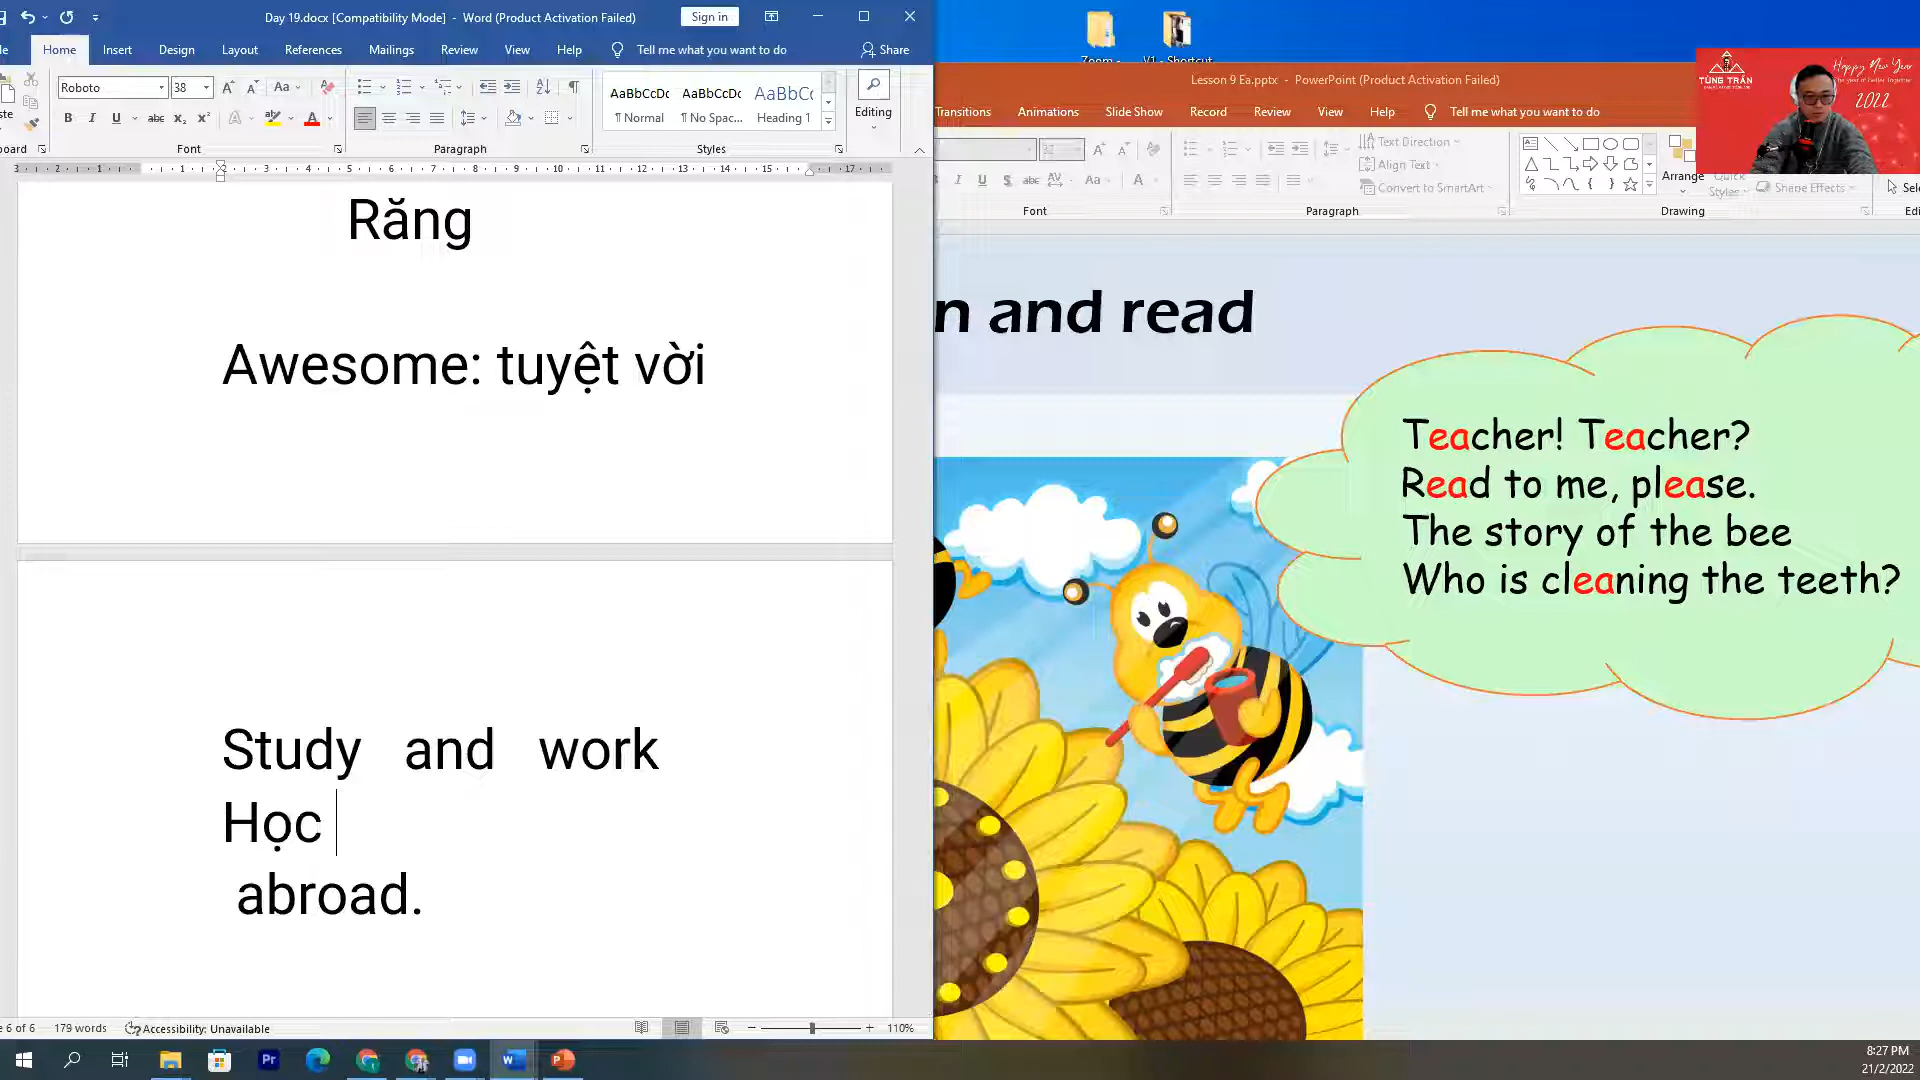 Day 19.docx [Compatibility Mode] - Word (Product Activation Failed)
Sign in
Home Insert Design Layout References Mailings Review View Help Tell me what you want to do Share
Roboto 38
AaBbCcDc AaBbCcDc AaBbCc
¶ Normal ¶ No Spac... Heading 1
Editing
Font Paragraph Styles
Răng
Awesome: tuyệt vời
Study and work
Học
abroad.
6 of 6 179 words Accessibility: Unavailable 110%
Lesson 9 Ea.pptx - PowerPoint (Product Activation Failed)
Transitions Animations Slide Show Record Review View Help Tell me what you want to do
Text Direction
Align Text
Convert to SmartArt
Arrange
Quick
Styles
Shape Effects
Font Paragraph Drawing
TÙNG TRẦN
Happy New Year
2022
n and read
Teacher! Teacher?
Read to me, please.
The story of the bee
Who is cleaning the teeth?
8:27 PM
21/2/2022